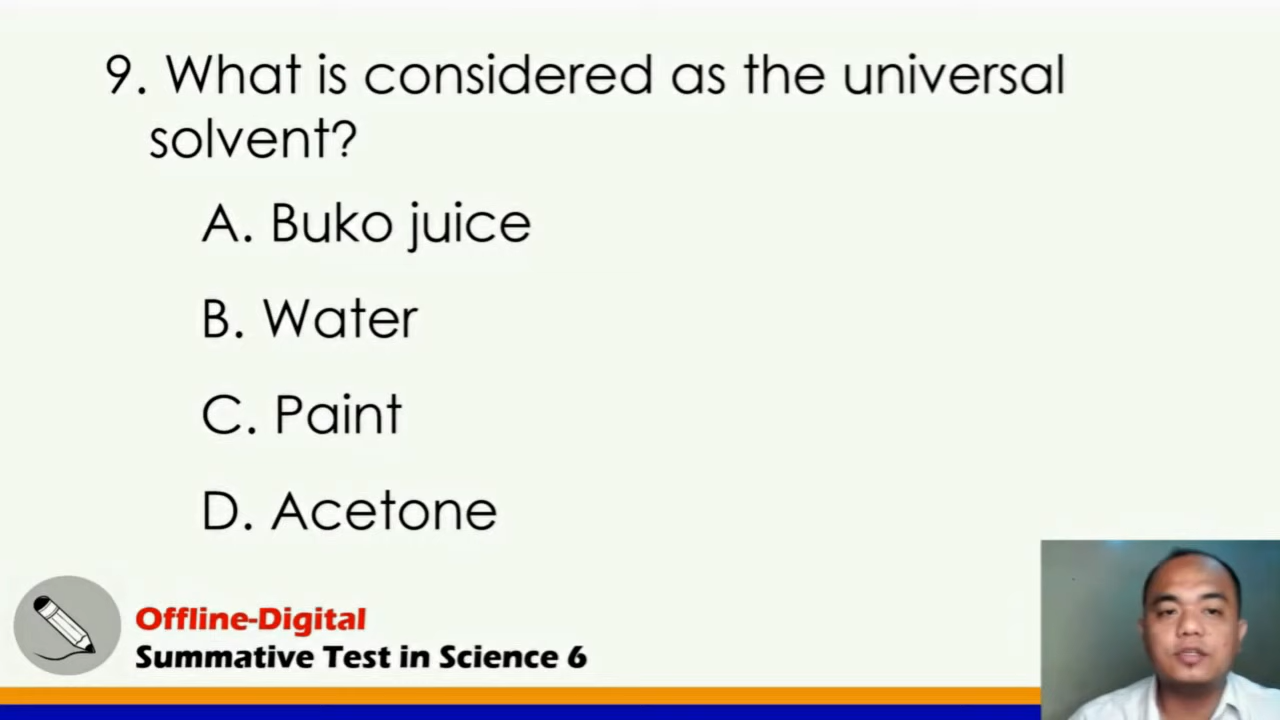 9. What is considered as the universal
solvent?
A. Buko juice
B. Water
C. Paint
D. Acetone
Offline-Digital
Summative Test in Science 6